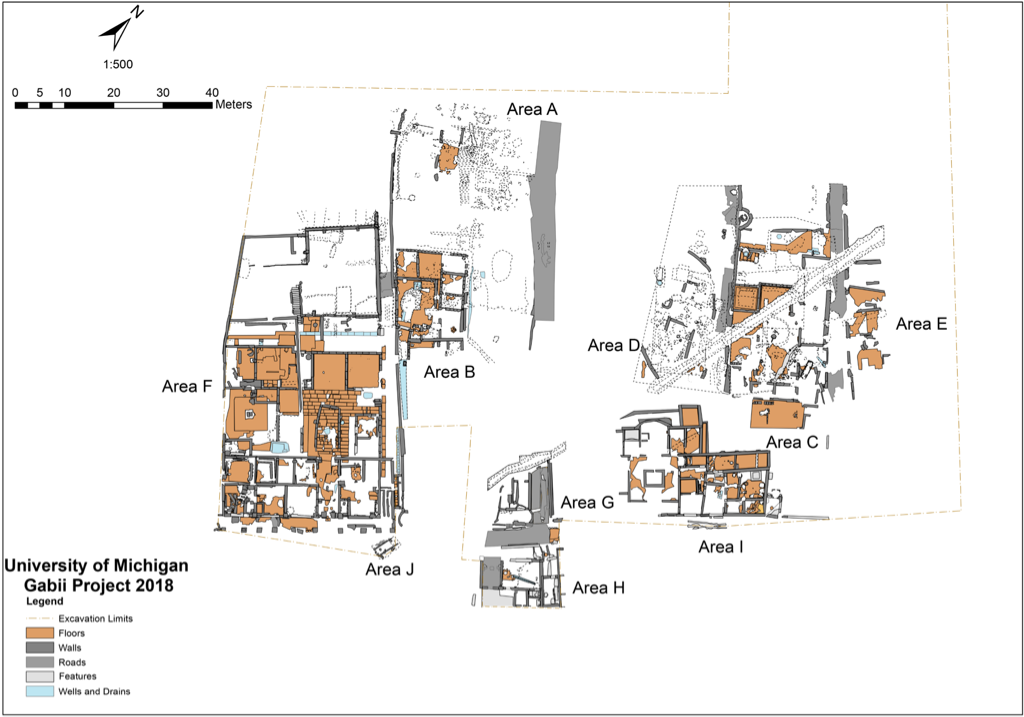 N
1:500
0 5 10 20 30 40
Meters
Area A
Area E
Area D
Area B
Area F
Area C
Area G
Area I
Area J
Area H
University of Michigan
Gabii Project 2018
Legend
Excavation Limits
Floors
Walls
Roads
Features
Wells and Drains